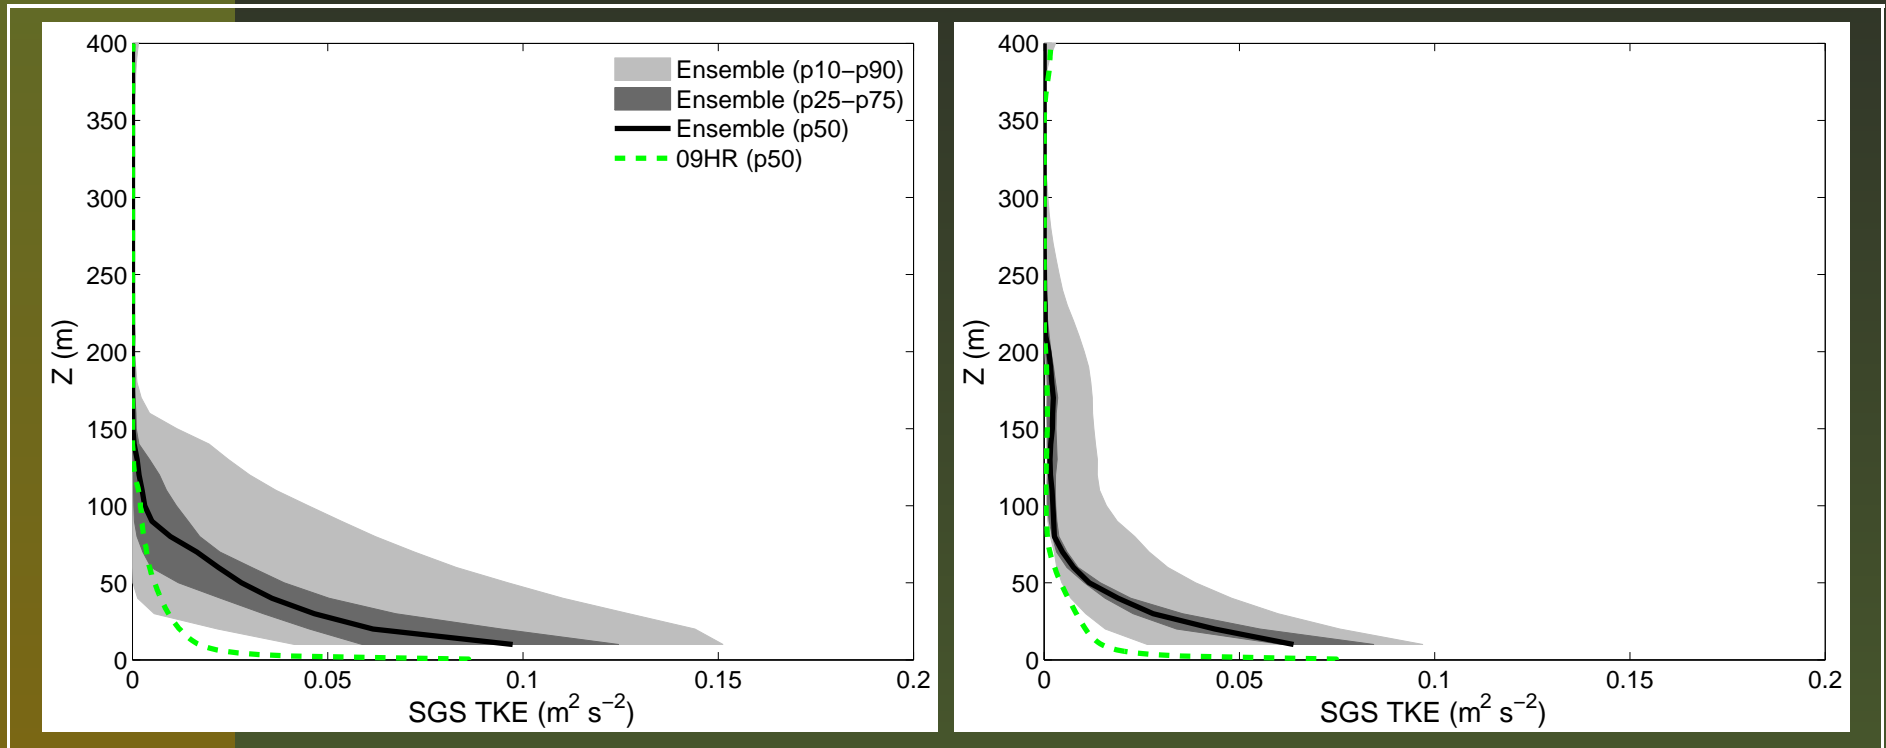 400
350
300
250
200
150
100
50
0
Z (m)
0 0.05 0.1 0.15 0.2
SGS TKE (m² s⁻²)
Ensemble (p10−p90)
Ensemble (p25−p75)
Ensemble (p50)
09HR (p50)
400
350
300
250
200
150
100
50
0
Z (m)
0 0.05 0.1 0.15 0.2
SGS TKE (m² s⁻²)